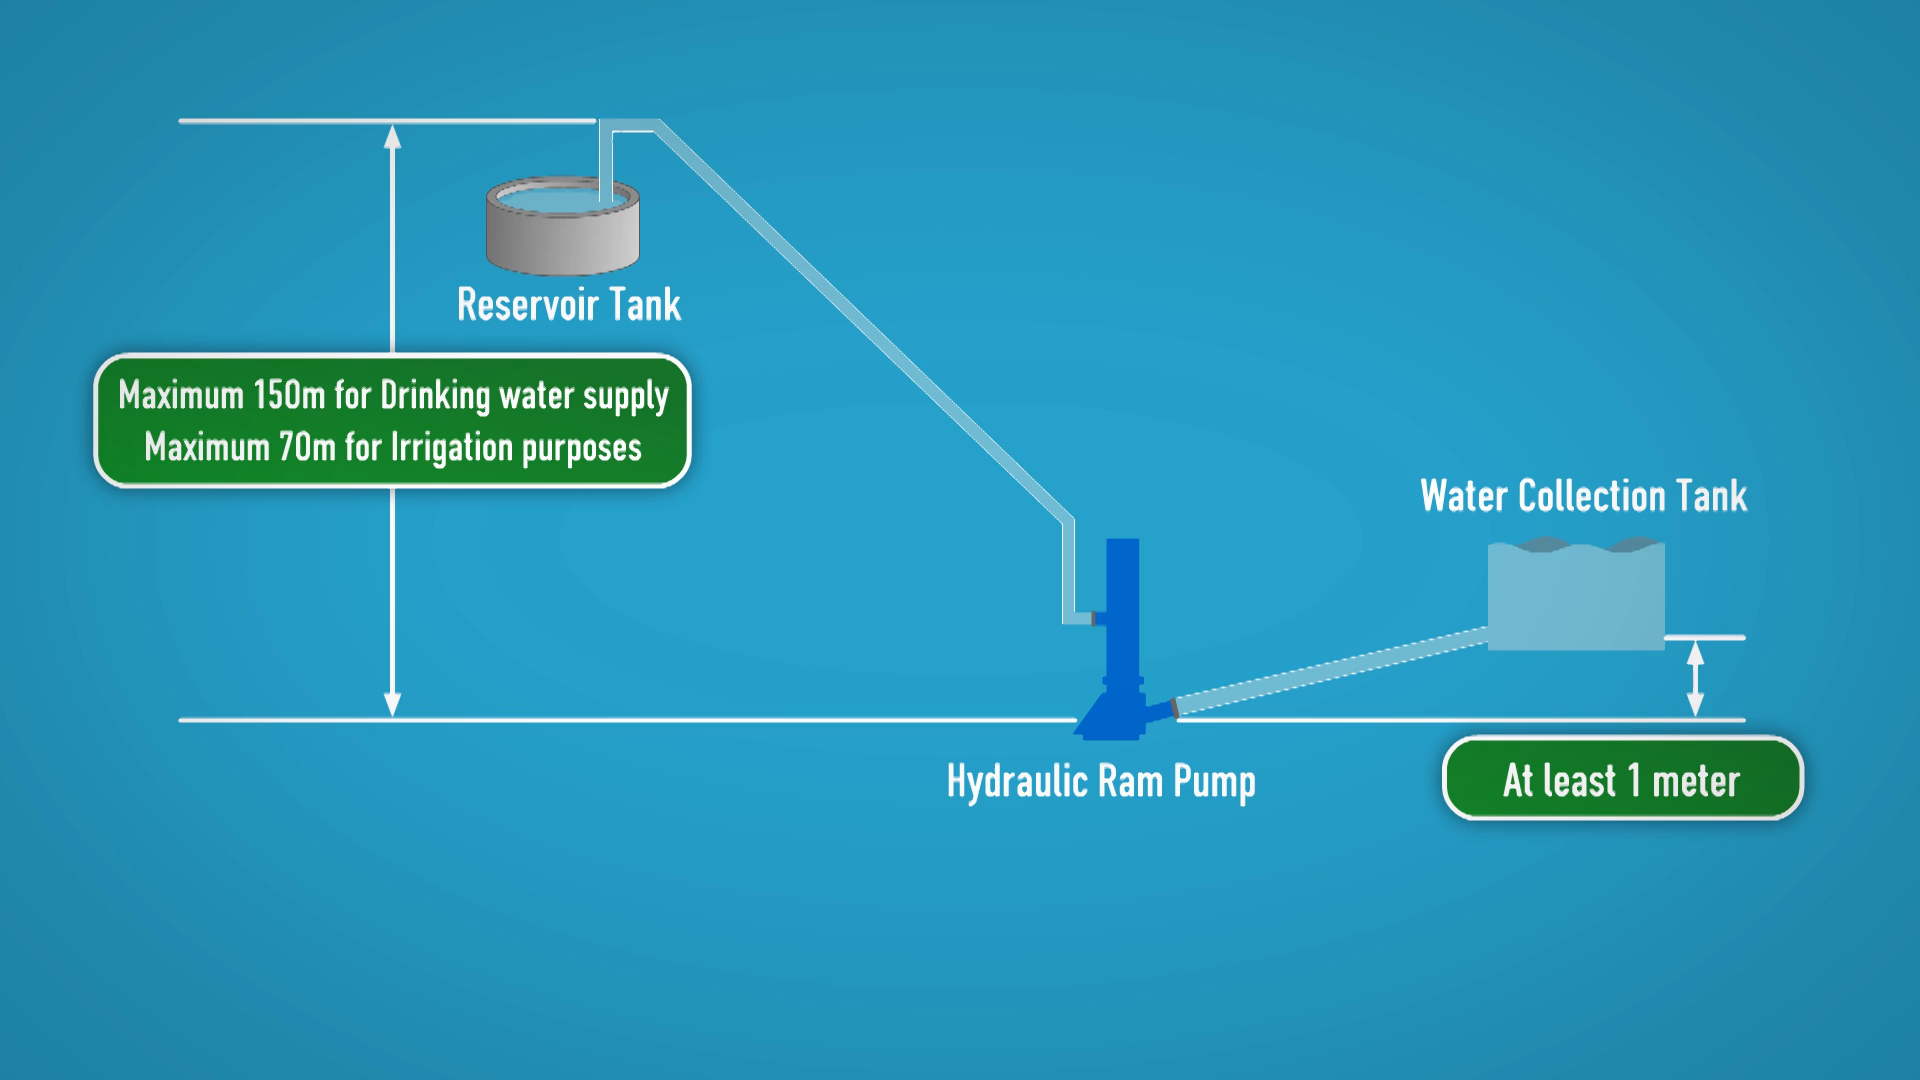 Reservoir Tank
Maximum 150m for Drinking water supply
Maximum 70m for Irrigation purposes
Water Collection Tank
Hydraulic Ram Pump
At least 1 meter